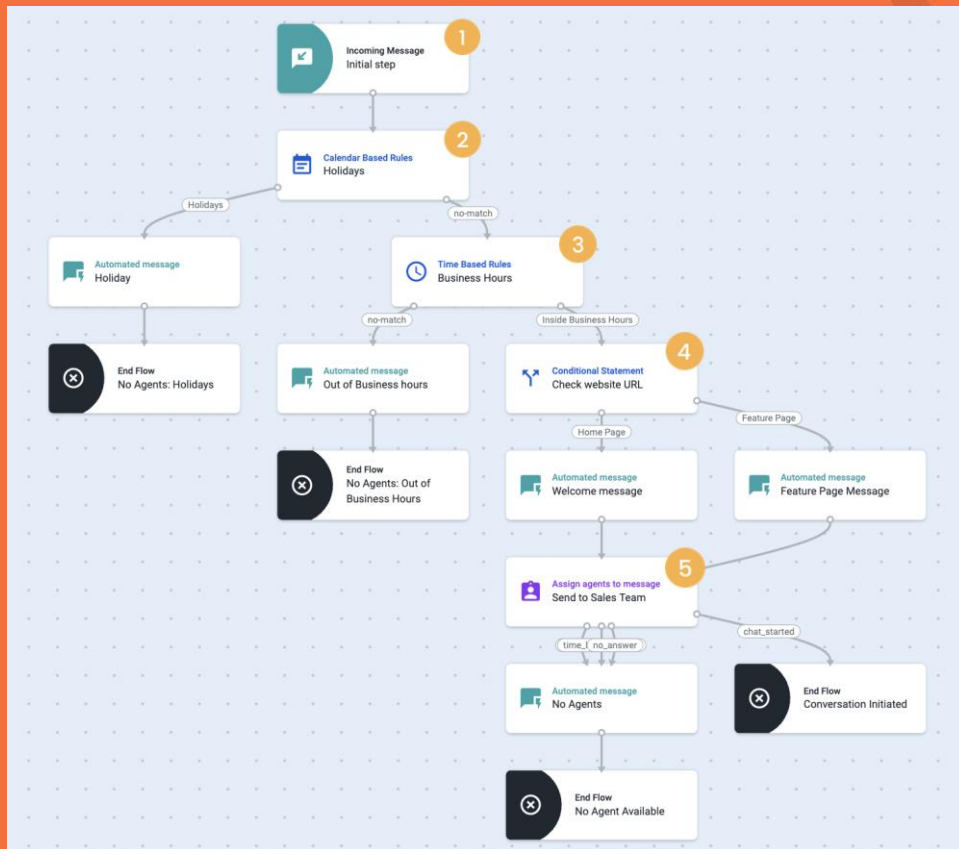 1
Incoming Message
Initial step
2
Calendar Based Rules
Holidays
Holidays
no-match
Automated message
Holiday
3
Time Based Rules
Business Hours
no-match
Inside Business Hours
End Flow
No Agents: Holidays
Automated message
Out of Business hours
4
Conditional Statement
Check website URL
Home Page
Feature Page
End Flow
No Agents: Out of
Business Hours
Automated message
Welcome message
Automated message
Feature Page Message
5
Assign agents to message
Send to Sales Team
time_
no_answer
chat_started
Automated message
No Agents
End Flow
Conversation Initiated
End Flow
No Agent Available